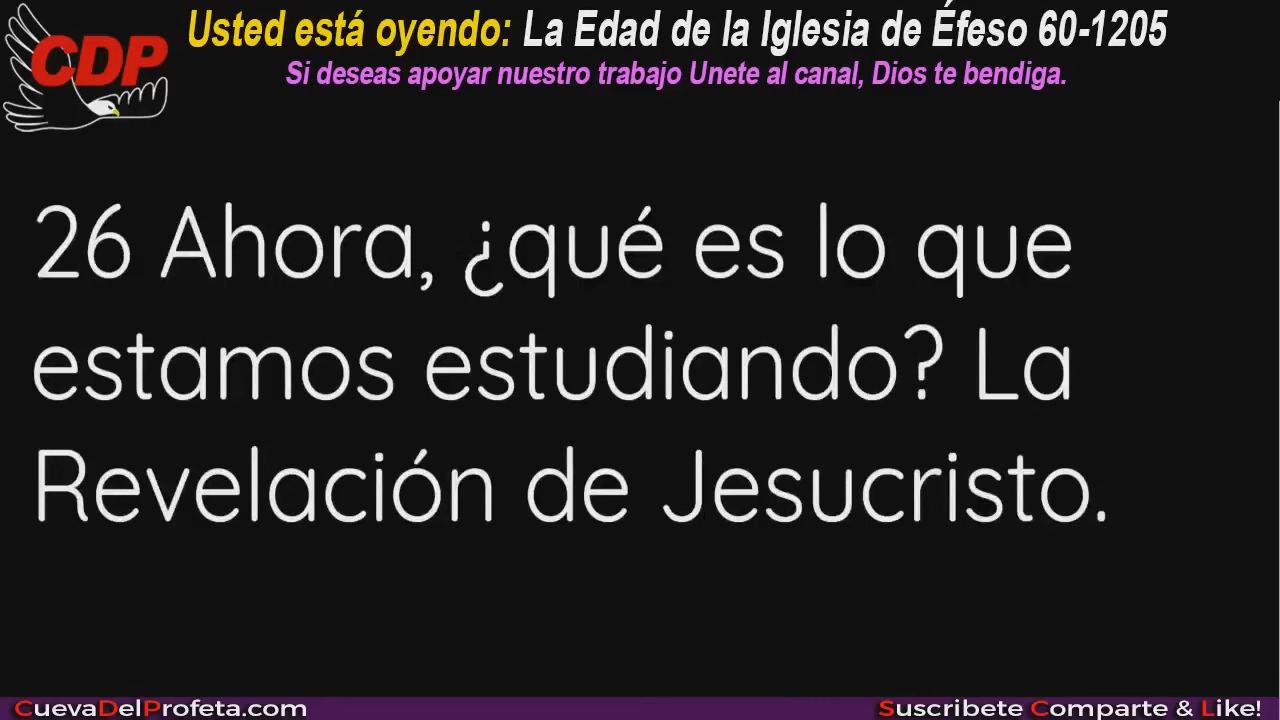 CDP
Usted está oyendo: La Edad de la Iglesia de Éfeso 60-1205
Si deseas apoyar nuestro trabajo Unete al canal, Dios te bendiga.
26 Ahora, ¿qué es lo que
estamos estudiando? La
Revelación de Jesucristo.
CuevaDelProfeta.com
Suscribete Comparte & Like!